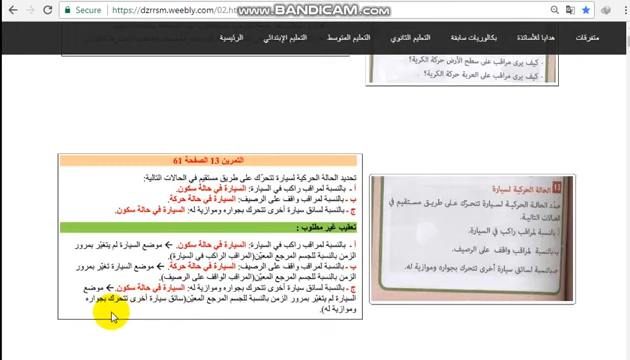 https://dzrrsm.weebly.com/02.ht
www.BANDICAM.com
متفرقات هدايا للأساتذة بكالوريات سابقة التعليم الثانوي التعليم المتوسط التعليم الإبتدائي الرئيسية
- كيف يرى مراقب على سطح الأرض حركة الكرية؟
- كيف يرى مراقب على العربة حركة الكرية؟
التمرين 13 الصفحة 61
تحديد الحالة الحركية لسيارة تتحرّك على طريق مستقيم في الحالات التالية:
أ - بالنسبة لمراقب راكب في السيارة: السيارة في حالة سكون.
ب- بالنسبة لمراقب واقف على الرصيف: السيارة في حالة حركة.
ج - بالنسبة لسائق سيارة أخرى تتحرك بجواره وموازية له: السيارة في حالة سكون.
تعقيب غير مطلوب :
أ - بالنسبة لمراقب راكب في السيارة: السيارة في حالة سكون. ← موضع السيارة لم يتغيّر بمرور
الزمن بالنسبة للجسم المرجع المعيّن(المراقب الراكب في السيارة).
ب- بالنسبة لمراقب واقف على الرصيف: السيارة في حالة حركة. ← موضع السيارة تغيّر بمرور
الزمن بالنسبة للجسم المرجع المعيّن(المراقب الواقف على الرصيف).
ج - بالنسبة لسائق سيارة أخرى تتحرك بجواره وموازية له: السيارة في حالة سكون. ← موضع
السيارة لم يتغيّر بمرور الزمن بالنسبة للجسم المرجع المعيّن(سائق سيارة أخرى تتحرك بجواره
وموازية له).
13 الحالة الحركية لسيارة
حدّد الحالة الحركية لسيارة تتحرك على طريق مستقيم في
الحالات التالية:
أ- بالنسبة لمراقب راكب في السيارة.
ب- بالنسبة لمراقب واقف على الرصيف.
ج- بالنسبة لسائق سيارة أخرى تتحرك بجواره وموازية له.